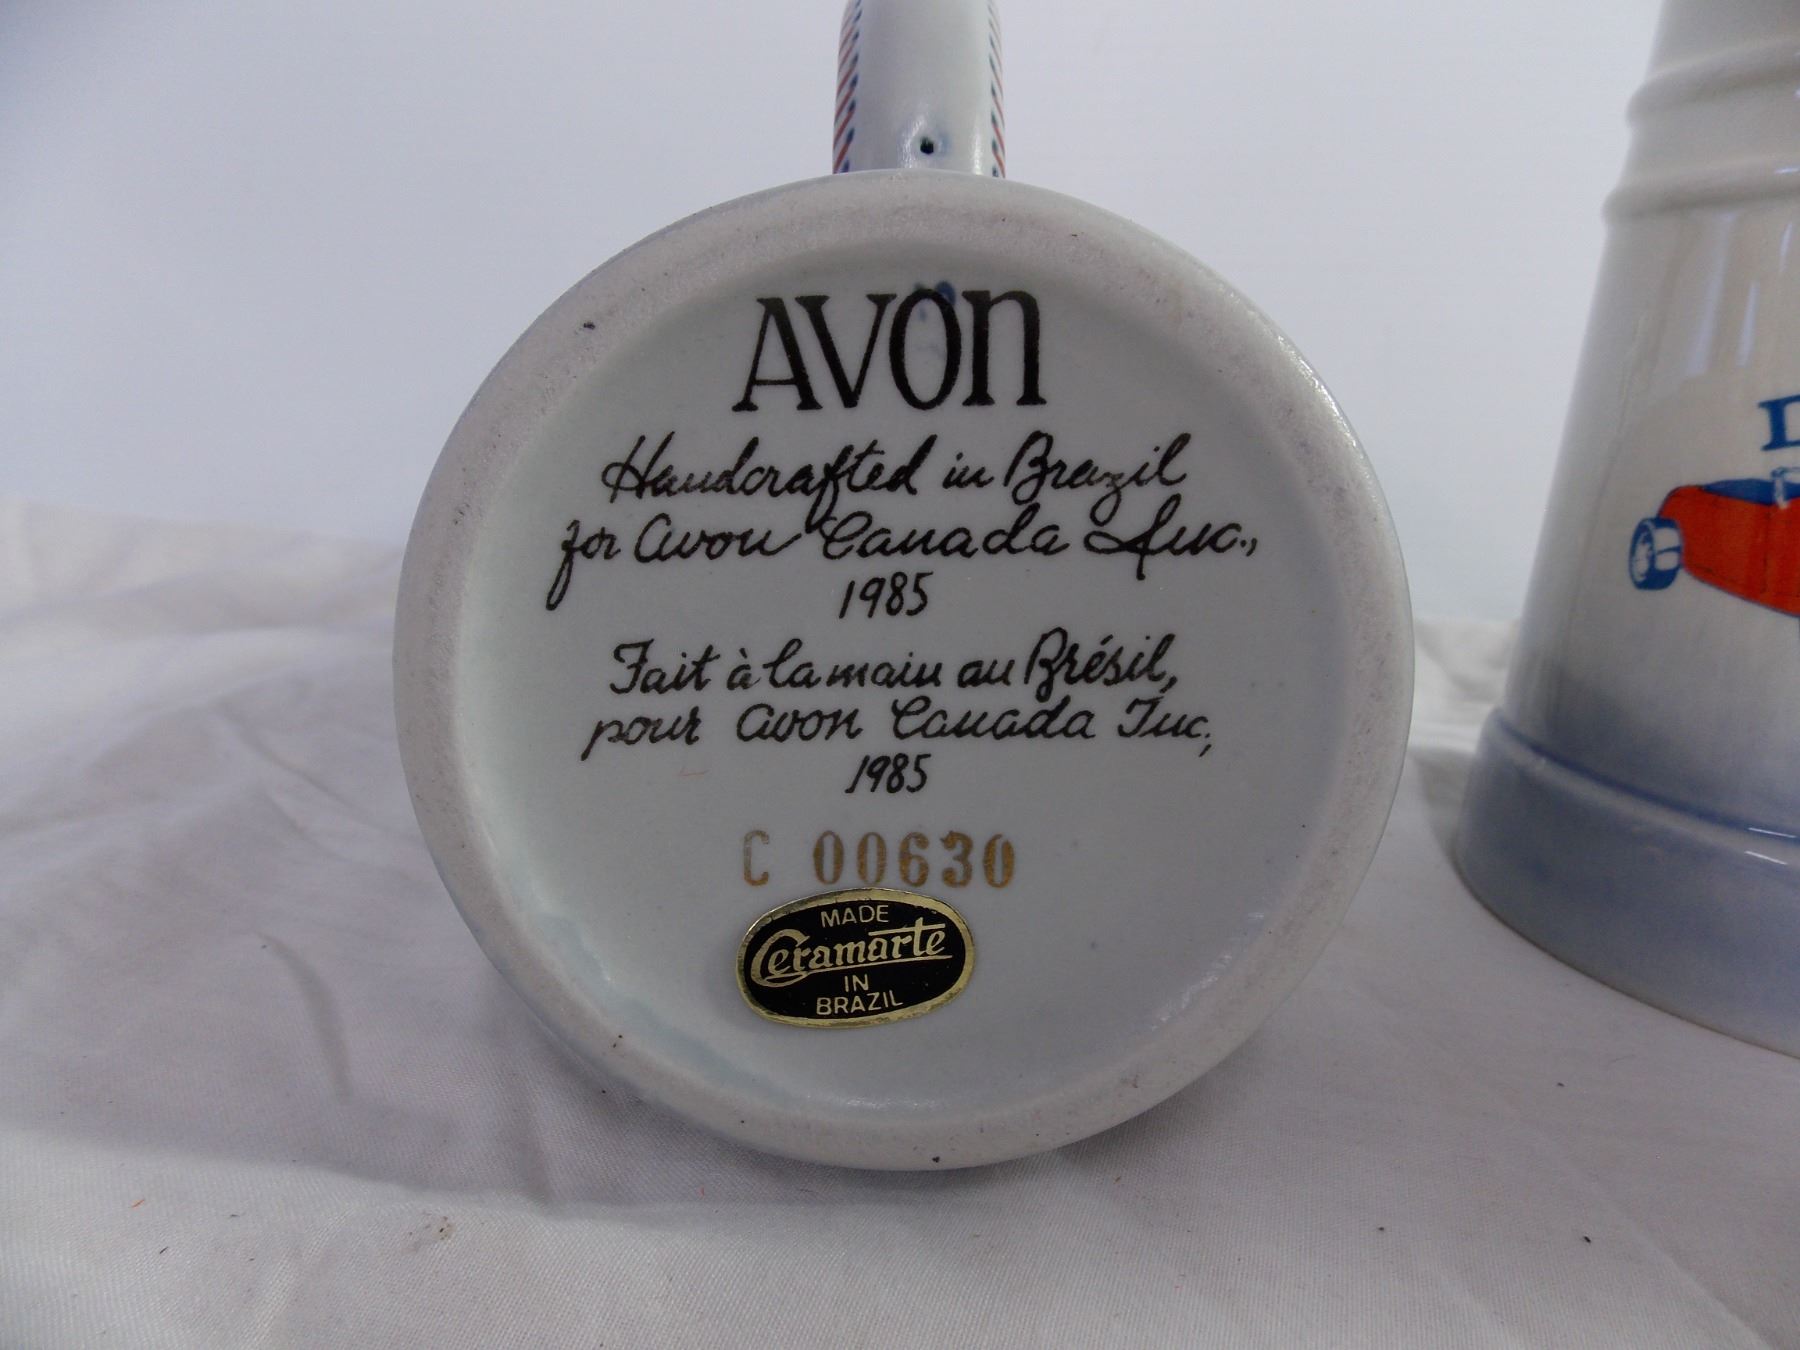 AVON
Handcrafted in Brazil
for Avon Canada Inc.,
1985
Fait à la main au Brésil,
pour Avon Canada Inc.,
1985
C 00630
MADE
Ceramarte
IN
BRAZIL